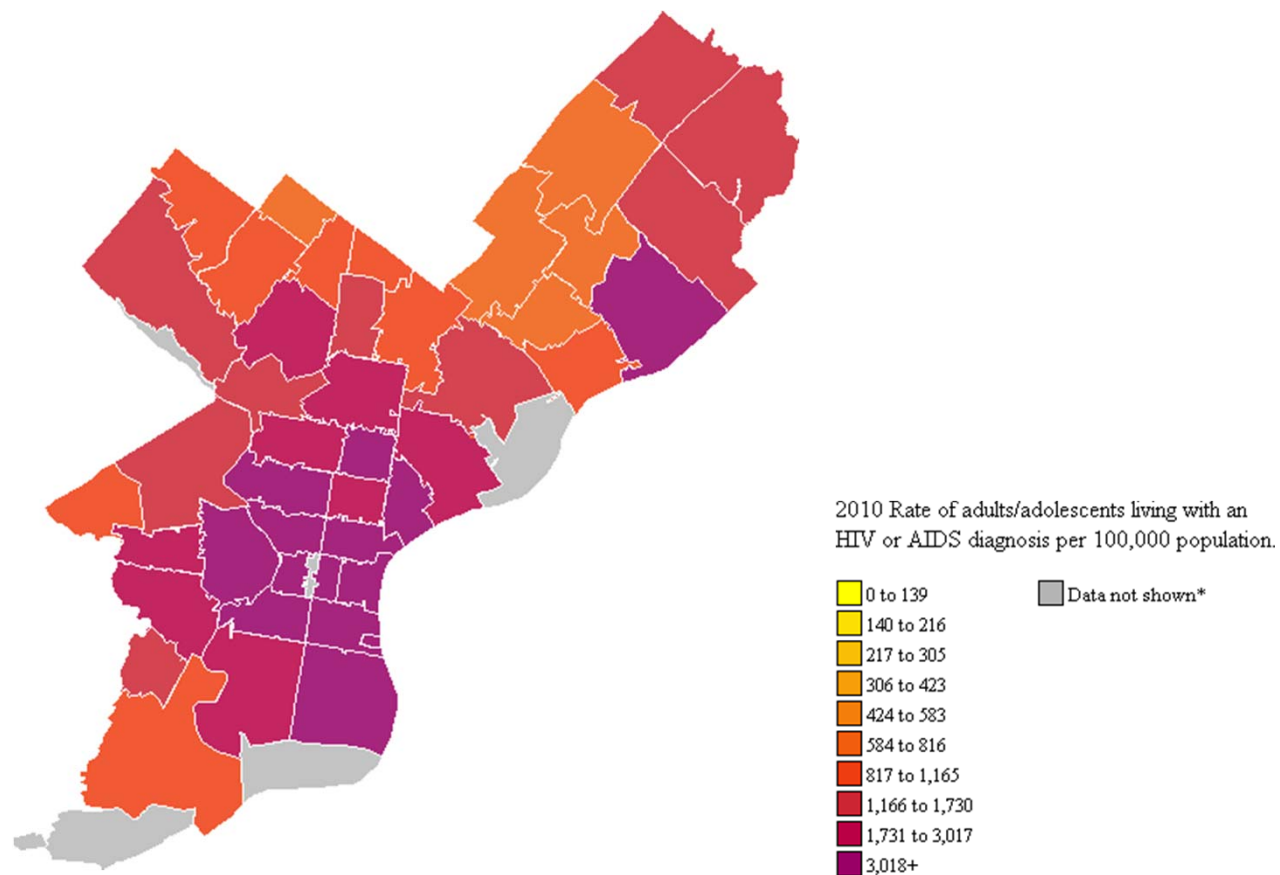 2010 Rate of adults/adolescents living with an
HIV or AIDS diagnosis per 100,000 population.
0 to 139
Data not shown*
140 to 216
217 to 305
306 to 423
424 to 583
584 to 816
817 to 1,165
1,166 to 1,730
1,731 to 3,017
3,018+